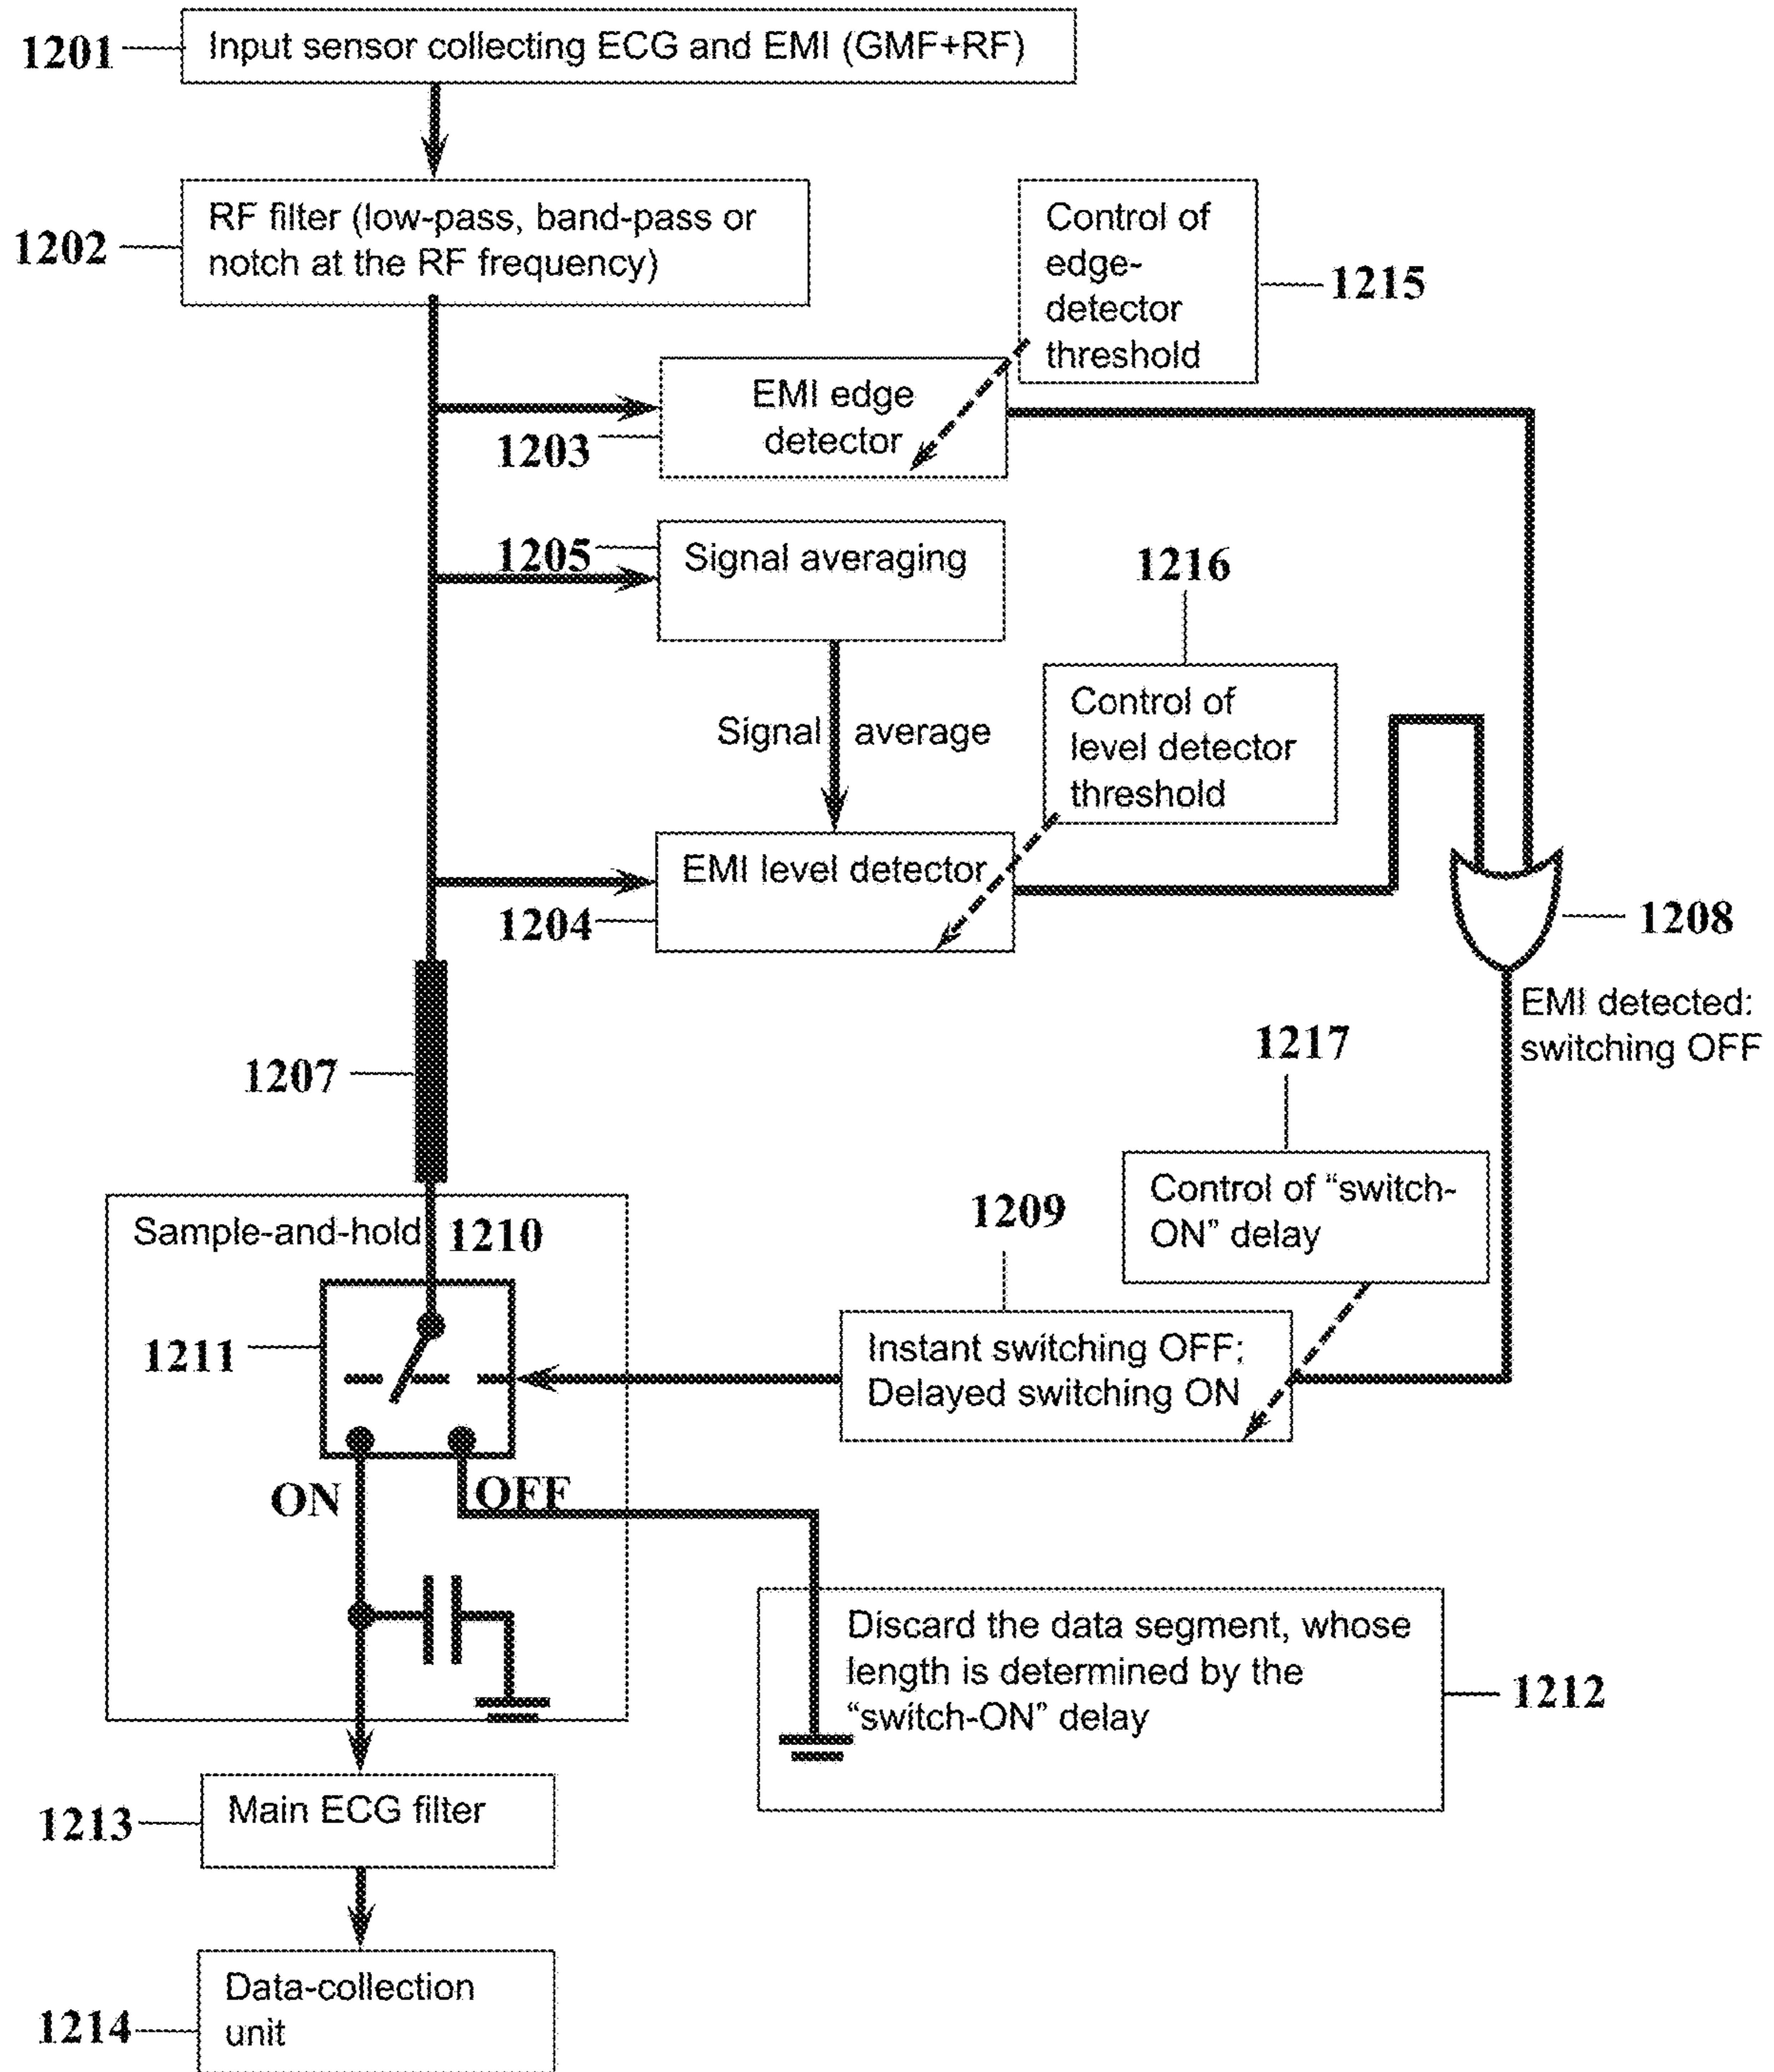 1201
Input sensor collecting ECG and EMI (GMF+RF)
1202
RF filter (low-pass, band-pass or
notch at the RF frequency)
Control of
edge-
detector
threshold
1215
EMI edge
detector
1203
1205
Signal averaging
1216
Signal average
Control of
level detector
threshold
EMI level detector
1204
1208
EMI detected:
switching OFF
1207
1217
Control of “switch-
ON” delay
1209
Sample-and-hold
1210
Instant switching OFF;
Delayed switching ON
1211
ON
OFF
Discard the data segment, whose
length is determined by the
“switch-ON” delay
1212
1213
Main ECG filter
1214
Data-collection
unit